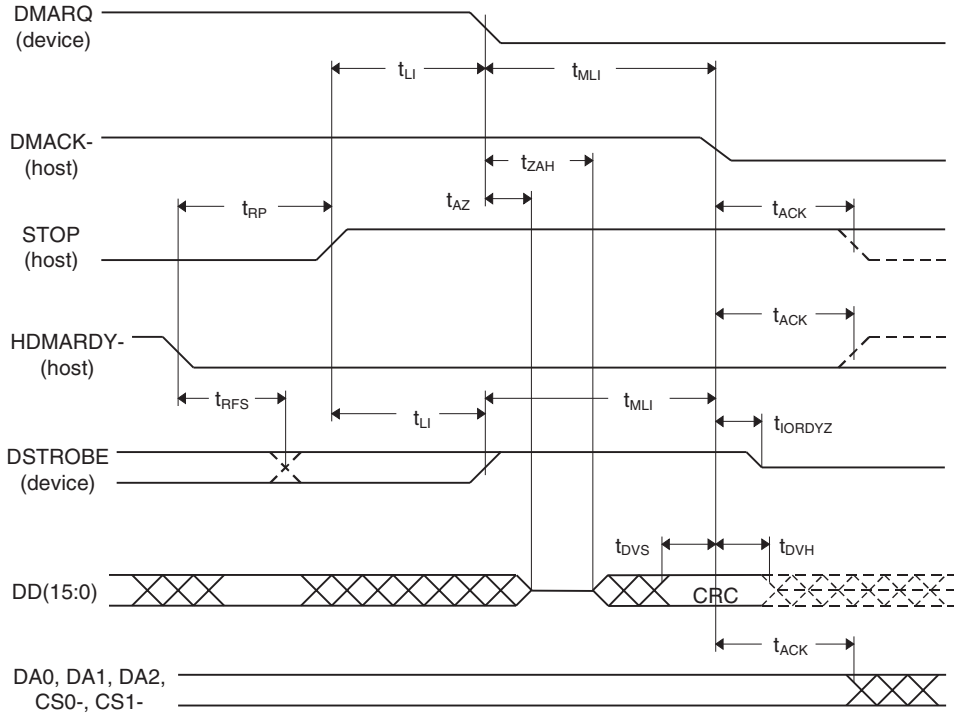 DMARQ
(device)
tLI
tMLI
DMACK-
(host)
tZAH
tAZ
tRP
tACK
STOP
(host)
tACK
HDMARDY-
(host)
tRFS
tLI
tMLI
tIORDYZ
DSTROBE
(device)
tDVS
tDVH
DD(15:0)
CRC
tACK
DA0, DA1, DA2,
CS0-, CS1-